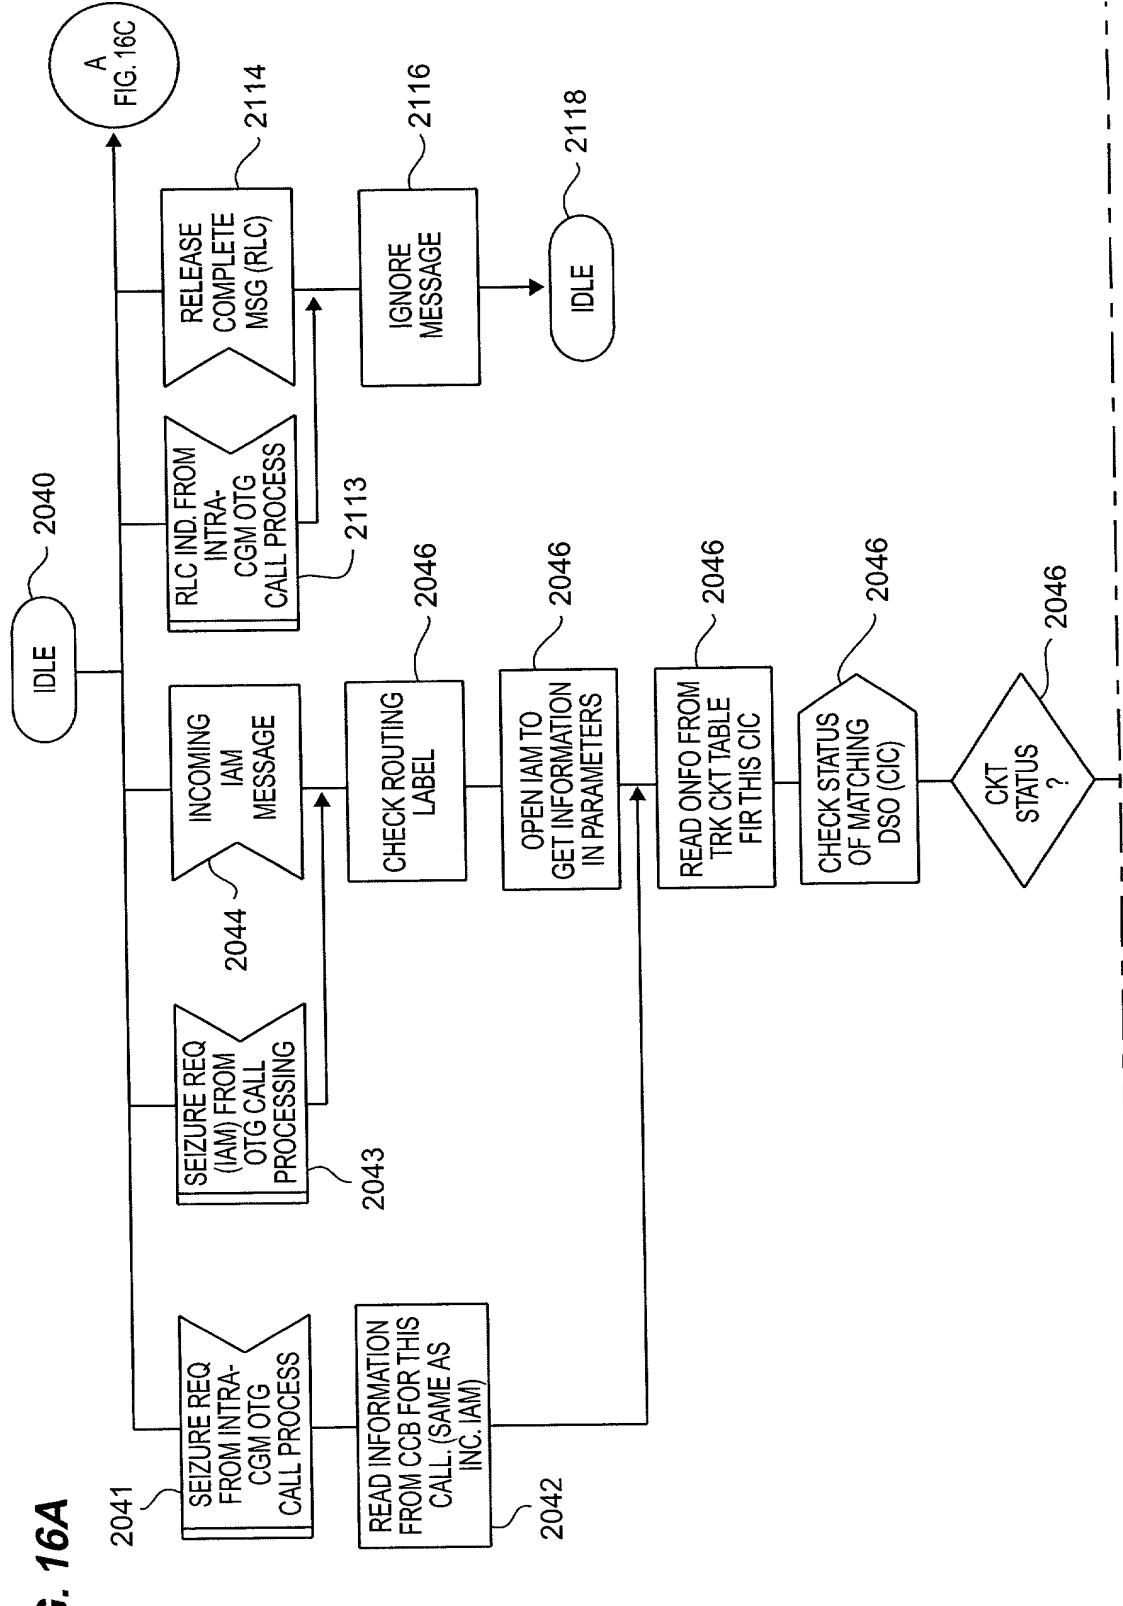 G. 16A
IDLE
2040
A
FIG. 16C
2041
SEIZURE REQ
FROM INTRA-
CGM OTG
CALL PROCESS
SEIZURE REQ
(IAM) FROM
OTG CALL
PROCESSING
2043
2044
INCOMING
IAM
MESSAGE
RLC IND. FROM
INTRA-
CGM OTG
CALL PROCESS
2113
RELEASE
COMPLETE
MSG (RLC)
2114
READ INFORMATION
FROM CCB FOR THIS
CALL. (SAME AS
INC. IAM)
2042
CHECK ROUTING
LABEL
2046
IGNORE
MESSAGE
2116
OPEN IAM TO
GET INFORMATION
IN PARAMETERS
2046
IDLE
2118
READ ONFO FROM
TRK CKT TABLE
FIR THIS CIC
2046
CHECK STATUS
OF MATCHING
DSO (CIC)
2046
CKT
STATUS
?
2046